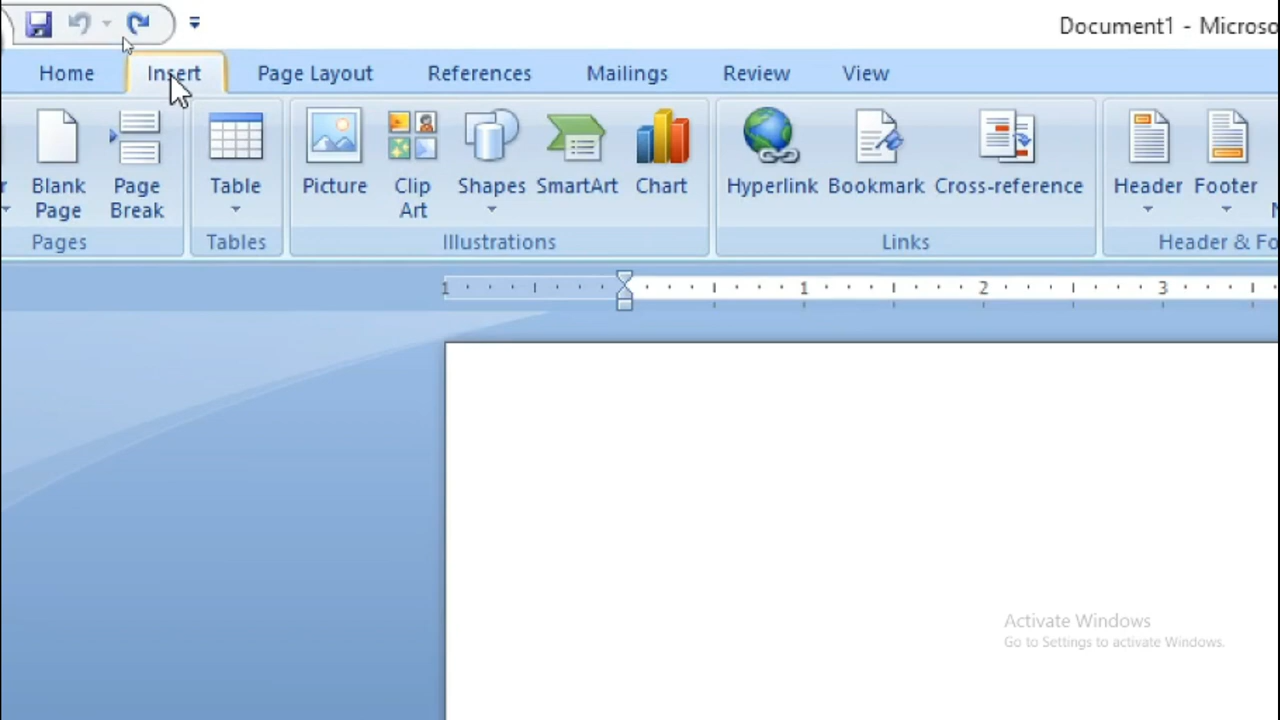 Document1 - Microso
Home Insert Page Layout References Mailings Review View
Blank Page
Page Break
Table
Picture
Clip Art
Shapes
SmartArt
Chart
Hyperlink
Bookmark
Cross-reference
Header
Footer
Pages Tables Illustrations Links Header & Fo
1 1 2 3
Activate Windows
Go to Settings to activate Windows.